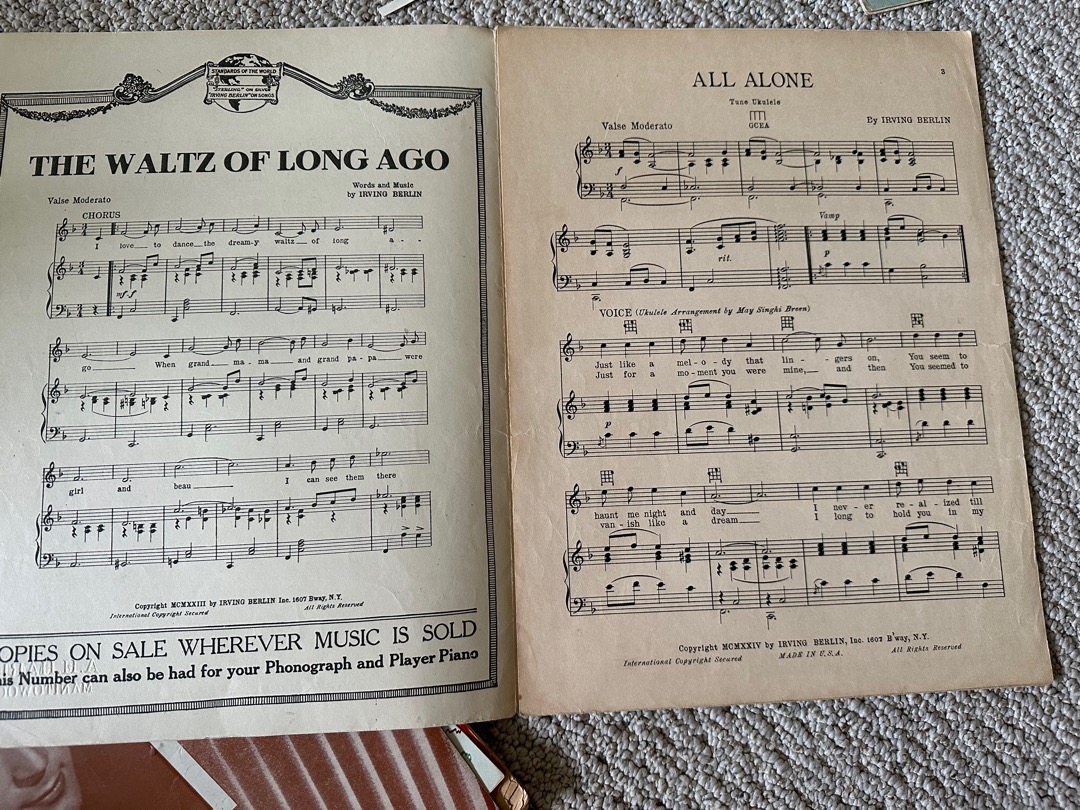 STANDARDS OF THE WORLD
"STERLING" ON SILVER
"IRVING BERLIN" ON SONGS
THE WALTZ OF LONG AGO
Words and Music
by IRVING BERLIN
Valse Moderato
CHORUS
I love to dance the dream-y waltz of long a -
mf-f
go When grand - ma - ma and grand pa - pa were
girl and beau I can see them there
Copyright MCMXXIII by IRVING BERLIN Inc. 1607 Bway, N.Y.
International Copyright Secured All Rights Reserved
OPIES ON SALE WHEREVER MUSIC IS SOLD
his Number can also be had for your Phonograph and Player Piano
MANITOWOC
3
ALL ALONE
Tune Ukulele
GCEA
Valse Moderato
By IRVING BERLIN
f
Vamp
rit.
p
VOICE (Ukulele Arrangement by May Singhi Breen)
Just like a mel - o - dy that lin - gers on, You seem to
Just for a mo - ment you were mine, and then You seemed to
p
haunt me night and day I nev - er re - al - ized till
van - ish like a dream I long to hold you in my
Copyright MCMXXIV by IRVING BERLIN, Inc. 1607 B'way, N.Y.
International Copyright Secured MADE IN U.S.A. All Rights Reserved